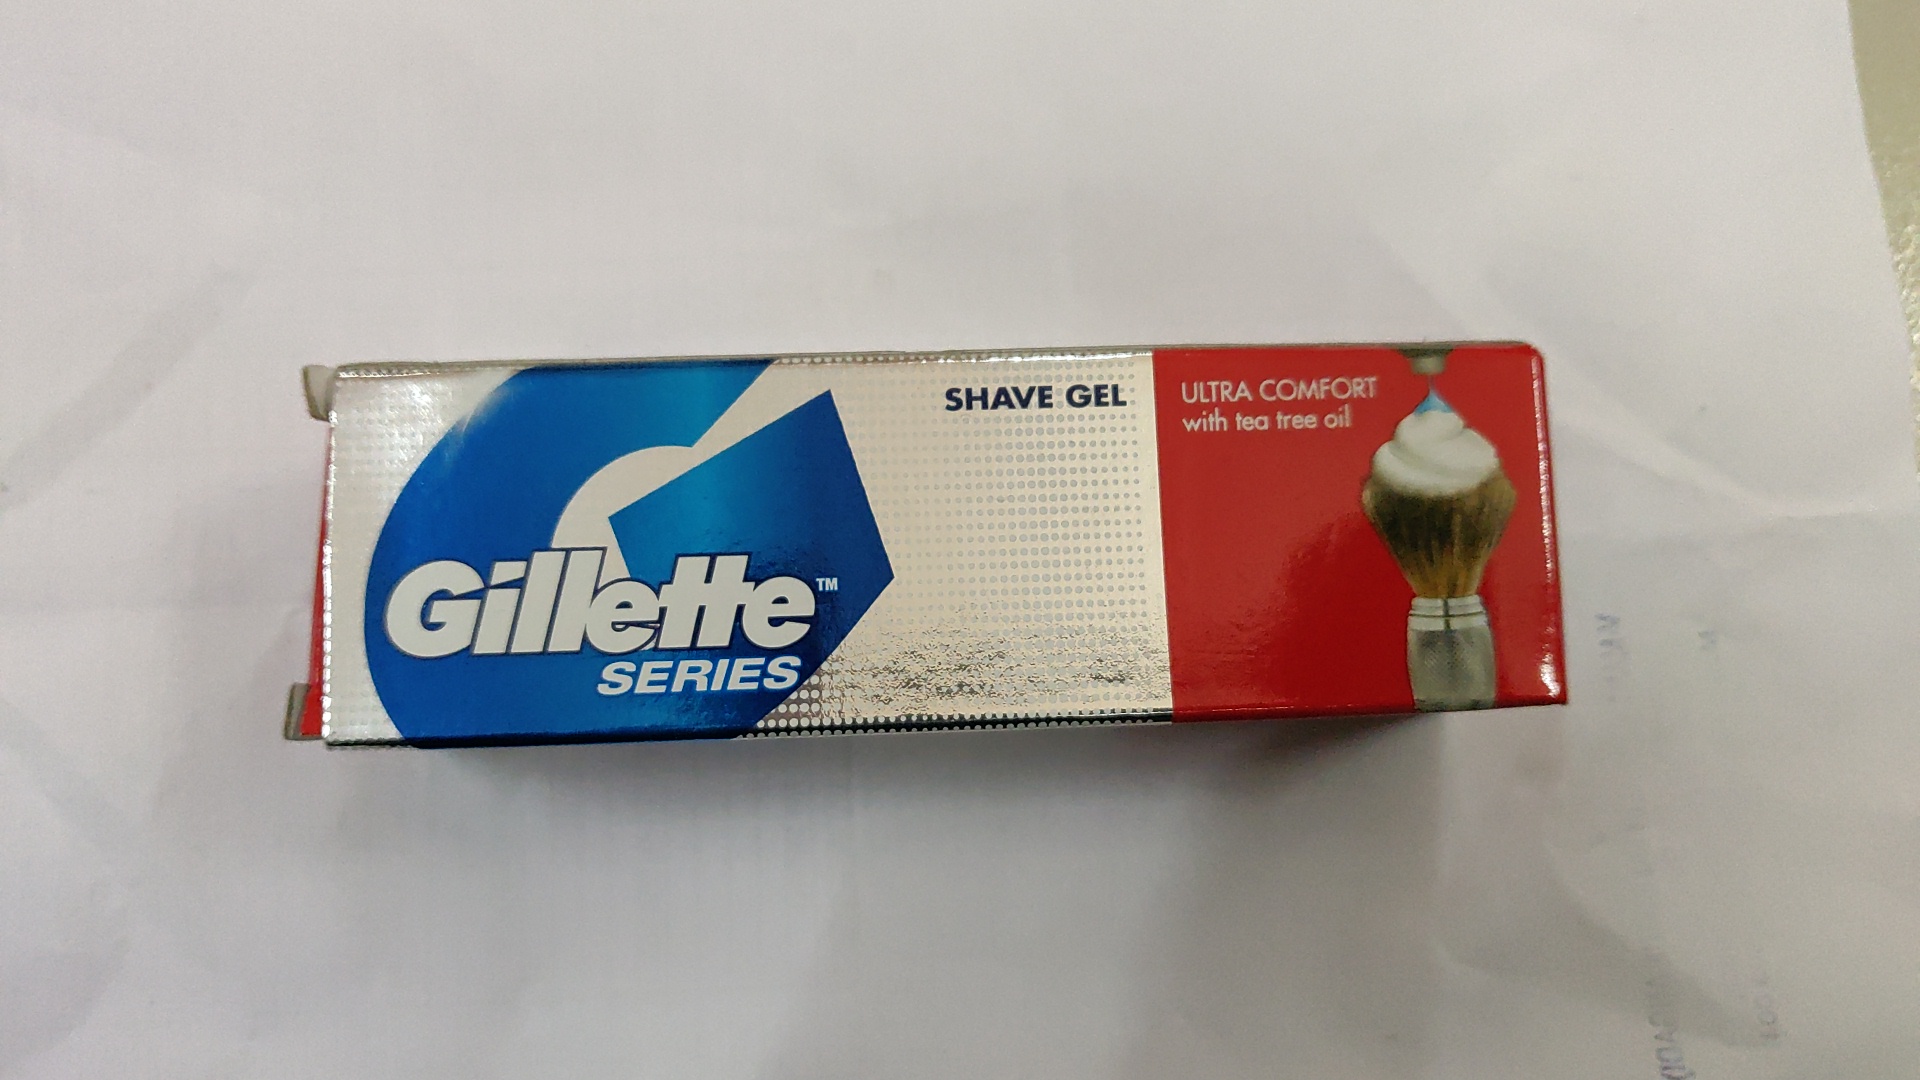 Gillette™
SERIES
SHAVE GEL
ULTRA COMFORT
with tea tree oil